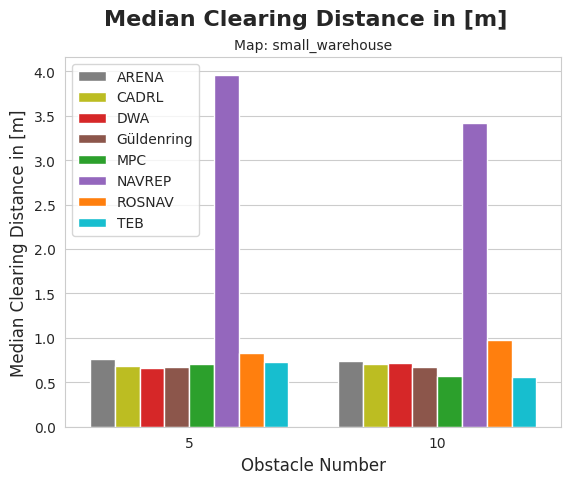 Median Clearing Distance in [m]
Map: small_warehouse
Median Clearing Distance in [m]
4.0
3.5
3.0
2.5
2.0
1.5
1.0
0.5
0.0
ARENA
CADRL
DWA
Güldenring
MPC
NAVREP
ROSNAV
TEB
5
10
Obstacle Number